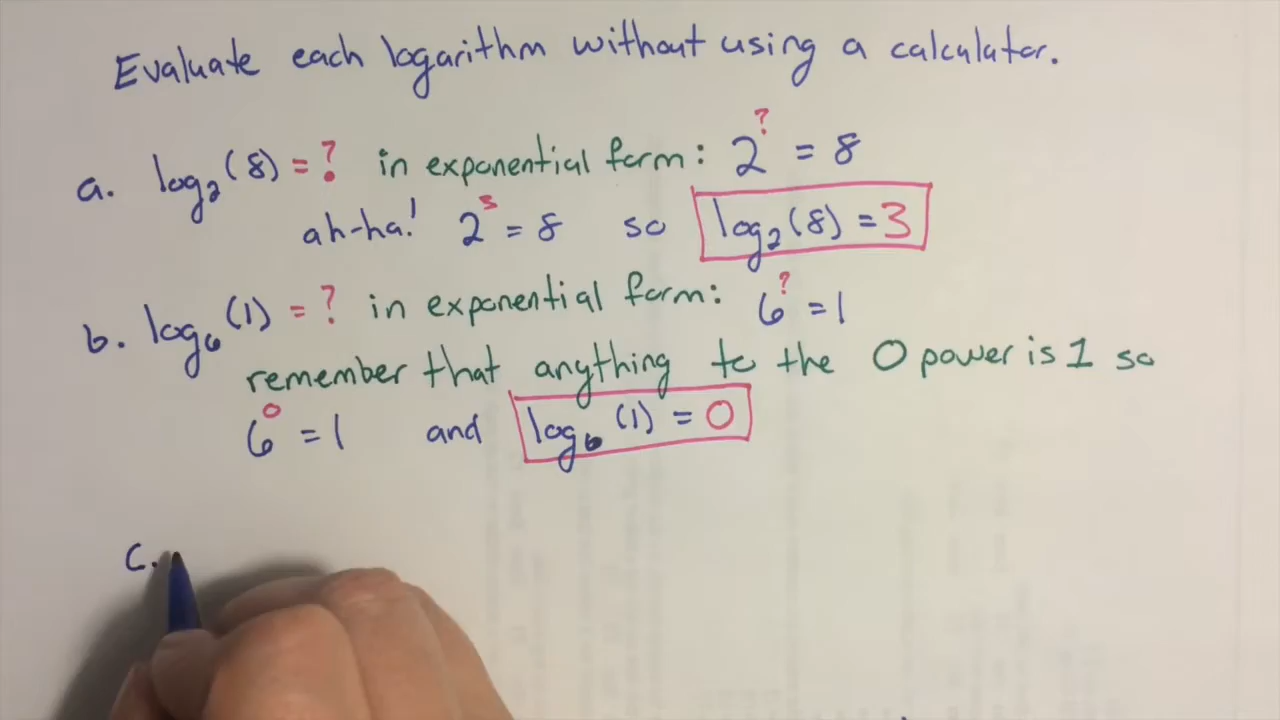 Evaluate each logarithm without using a calculator.
a. log₂(8) = ? in exponential form: 2^? = 8
ah-ha! 2³ = 8 so log₂(8) = 3
b. log₆(1) = ? in exponential form: 6^? = 1
remember that anything to the 0 power is 1 so
6⁰ = 1 and log₆(1) = 0
c.